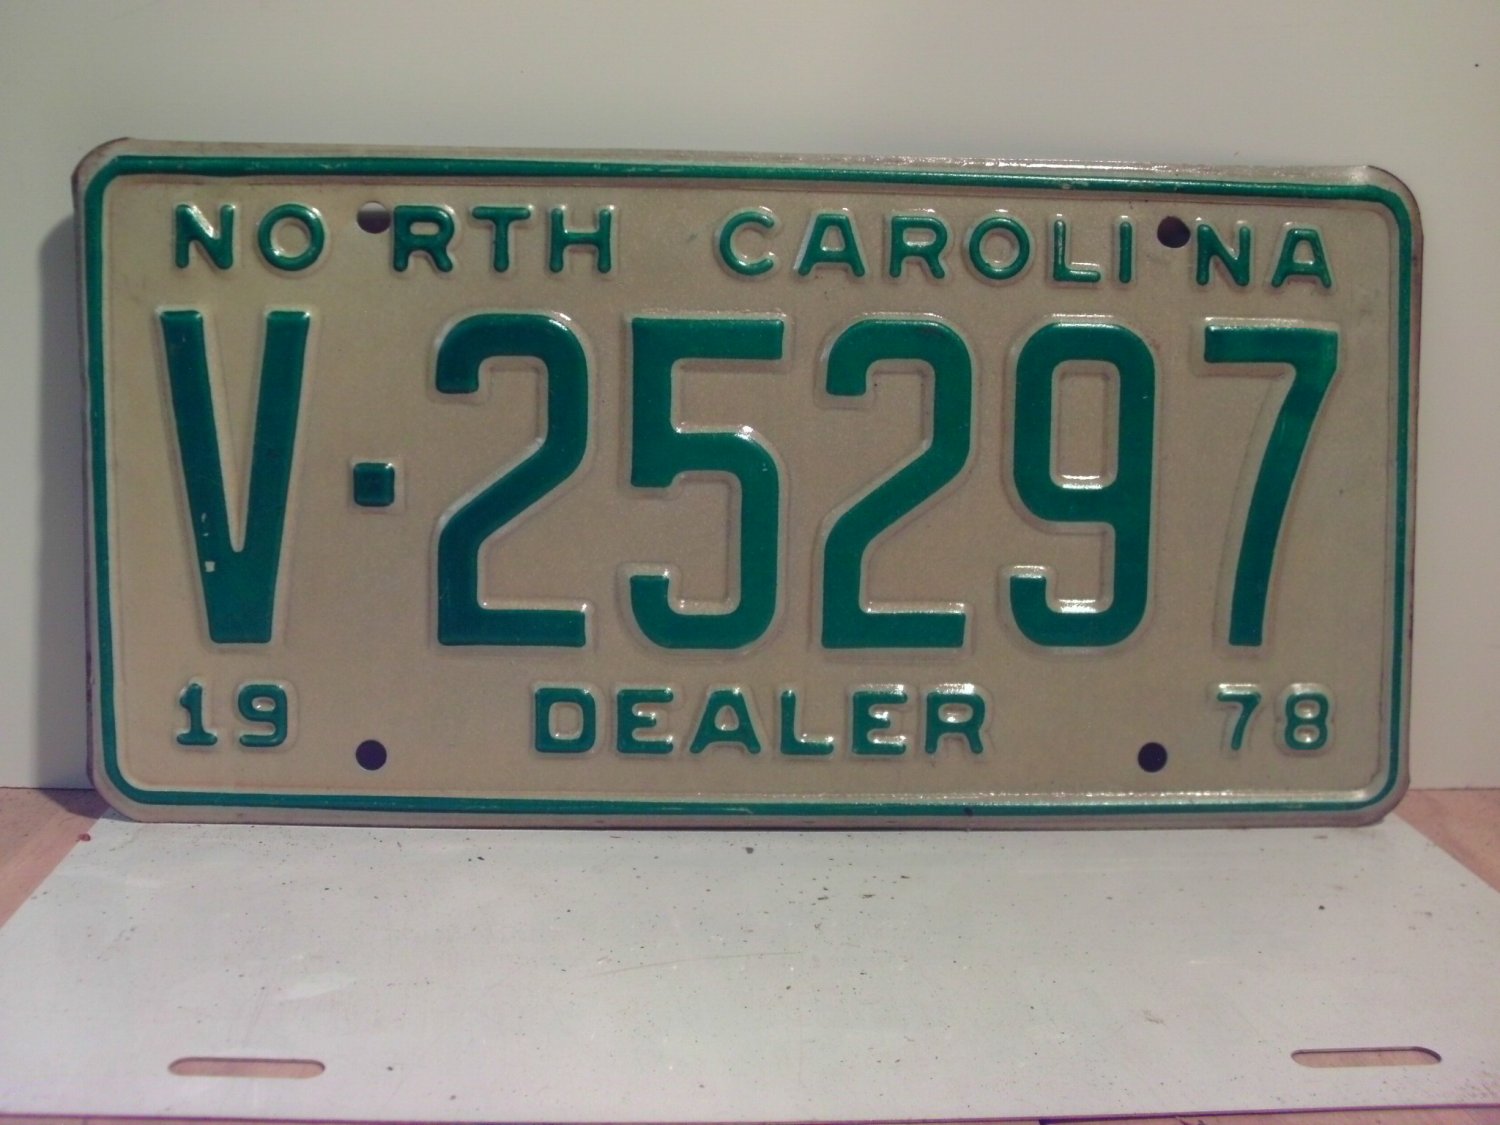 NORTH CAROLINA
V·25297
19 DEALER 78